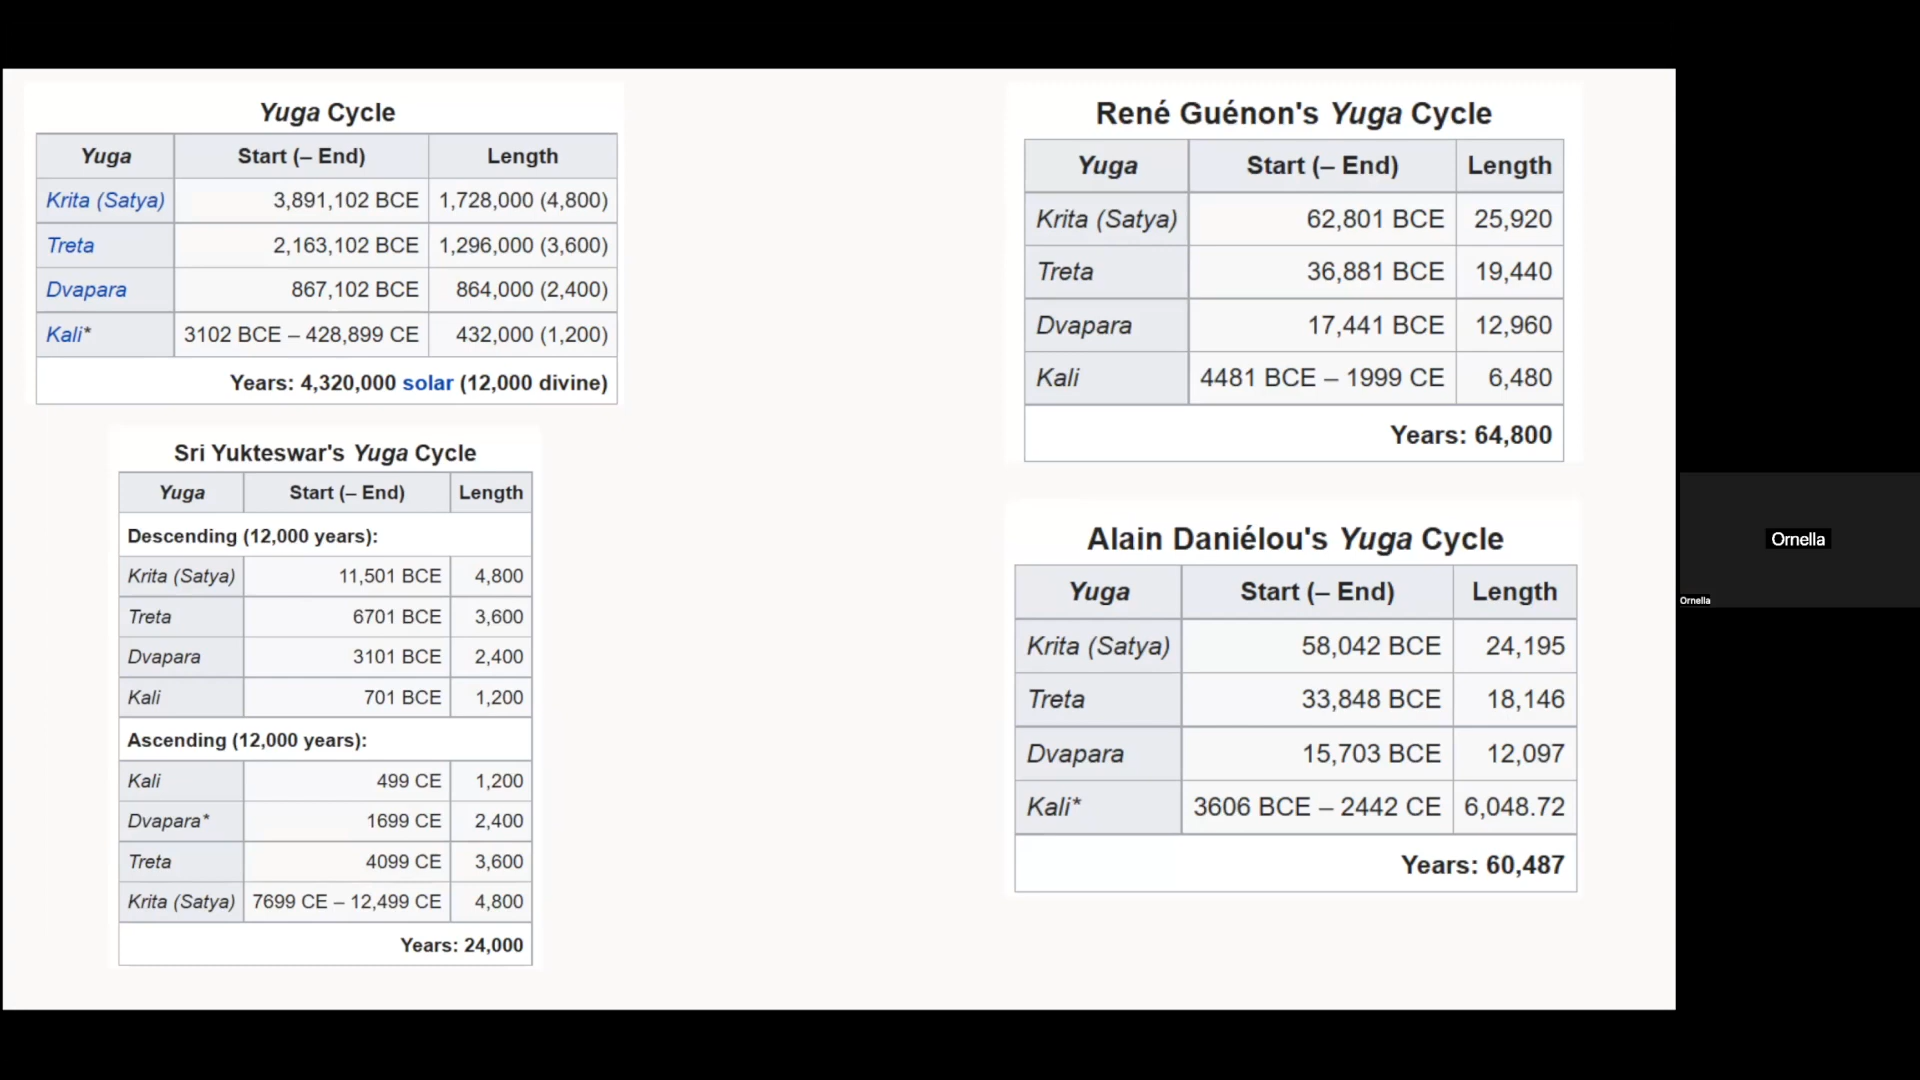 Yuga Cycle
Yuga Start (– End) Length
Krita (Satya) 3,891,102 BCE 1,728,000 (4,800)
Treta 2,163,102 BCE 1,296,000 (3,600)
Dvapara 867,102 BCE 864,000 (2,400)
Kali* 3102 BCE – 428,899 CE 432,000 (1,200)
Years: 4,320,000 solar (12,000 divine)
Sri Yukteswar's Yuga Cycle
Yuga Start (– End) Length
Descending (12,000 years):
Krita (Satya) 11,501 BCE 4,800
Treta 6701 BCE 3,600
Dvapara 3101 BCE 2,400
Kali 701 BCE 1,200
Ascending (12,000 years):
Kali 499 CE 1,200
Dvapara* 1699 CE 2,400
Treta 4099 CE 3,600
Krita (Satya) 7699 CE – 12,499 CE 4,800
Years: 24,000
René Guénon's Yuga Cycle
Yuga Start (– End) Length
Krita (Satya) 62,801 BCE 25,920
Treta 36,881 BCE 19,440
Dvapara 17,441 BCE 12,960
Kali 4481 BCE – 1999 CE 6,480
Years: 64,800
Alain Daniélou's Yuga Cycle
Yuga Start (– End) Length
Krita (Satya) 58,042 BCE 24,195
Treta 33,848 BCE 18,146
Dvapara 15,703 BCE 12,097
Kali* 3606 BCE – 2442 CE 6,048.72
Years: 60,487
Ornella
Ornella